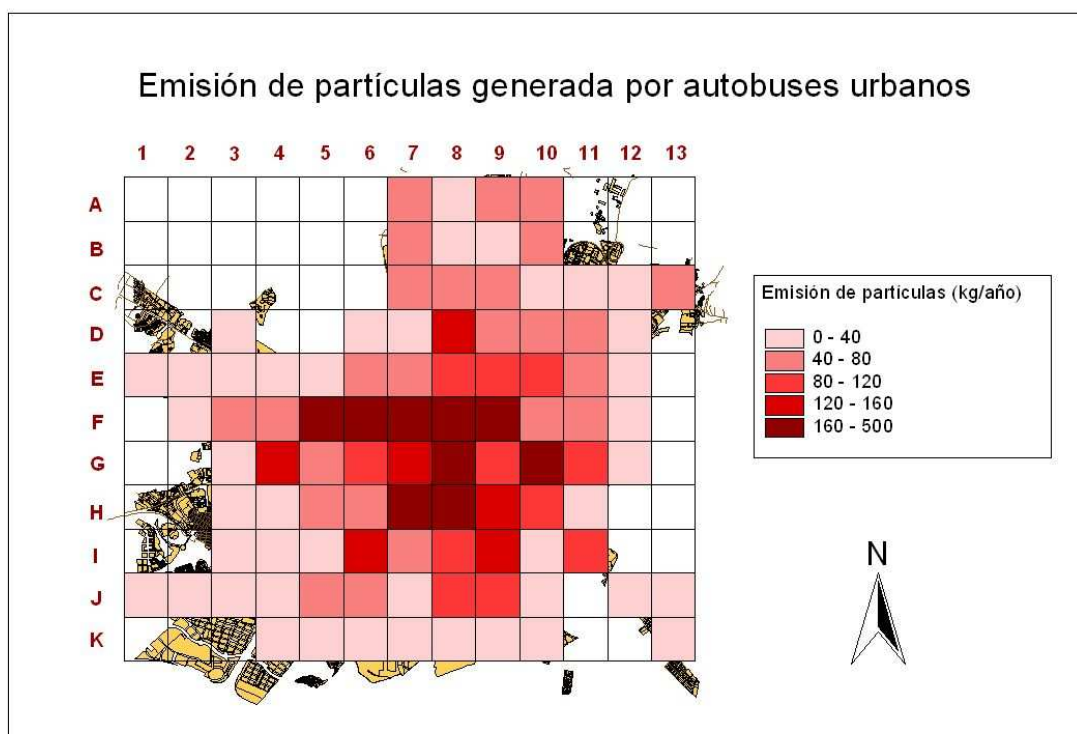 Emisión de partículas generada por autobuses urbanos
1 2 3 4 5 6 7 8 9 10 11 12 13
A
B
C
D
E
F
G
H
I
J
K
Emisión de partículas (kg/año)
0 - 40
40 - 80
80 - 120
120 - 160
160 - 500
N